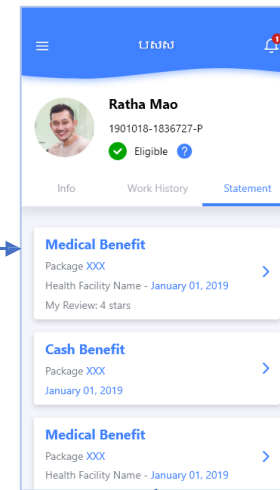 ប.ស.ស
1
Ratha Mao
1901018-1836727-P
Eligible ?
Info Work History Statement
Medical Benefit
Package XXX
Health Facility Name - January 01, 2019
My Review: 4 stars
Cash Benefit
Package XXX
January 01, 2019
Medical Benefit
Package XXX
Health Facility Name - January 01, 2019